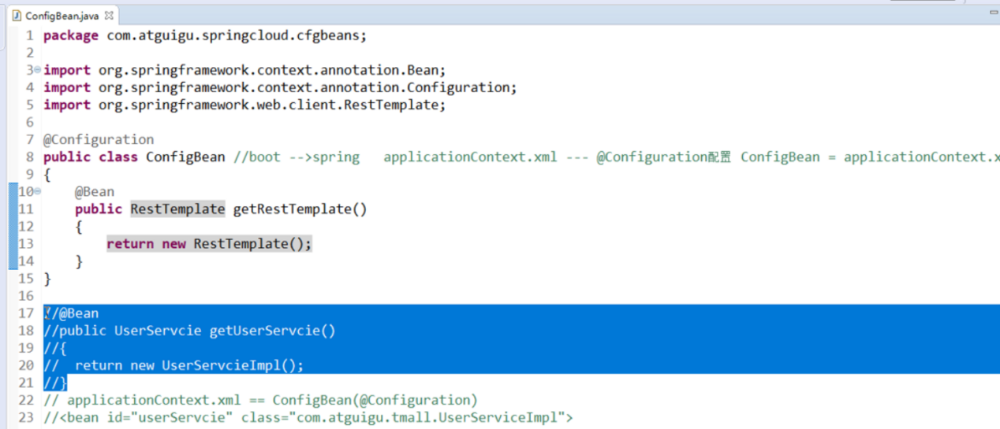 ConfigBean.java
1 package com.atguigu.springcloud.cfgbeans;
2
3 import org.springframework.context.annotation.Bean;
4 import org.springframework.context.annotation.Configuration;
5 import org.springframework.web.client.RestTemplate;
6
7 @Configuration
8 public class ConfigBean //boot -->spring   applicationContext.xml --- @Configuration配置 ConfigBean = applicationContext.x
9 {
10     @Bean
11     public RestTemplate getRestTemplate()
12     {
13         return new RestTemplate();
14     }
15 }
16
17 //@Bean
18 //public UserServcie getUserServcie()
19 //{
20 //  return new UserServcieImpl();
21 //}
22 // applicationContext.xml == ConfigBean(@Configuration)
23 //<bean id="userServcie" class="com.atguigu.tmall.UserServiceImpl">